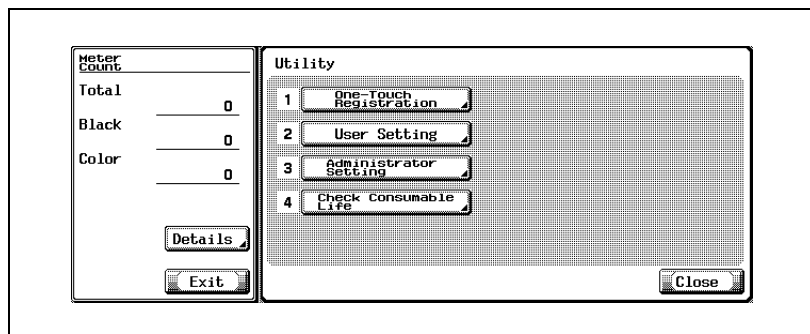 Meter
Count
Total
0
Black
0
Color
0
Details
Exit
Utility
1 One-Touch
Registration
2 User Setting
3 Administrator
Setting
4 Check Consumable
Life
Close